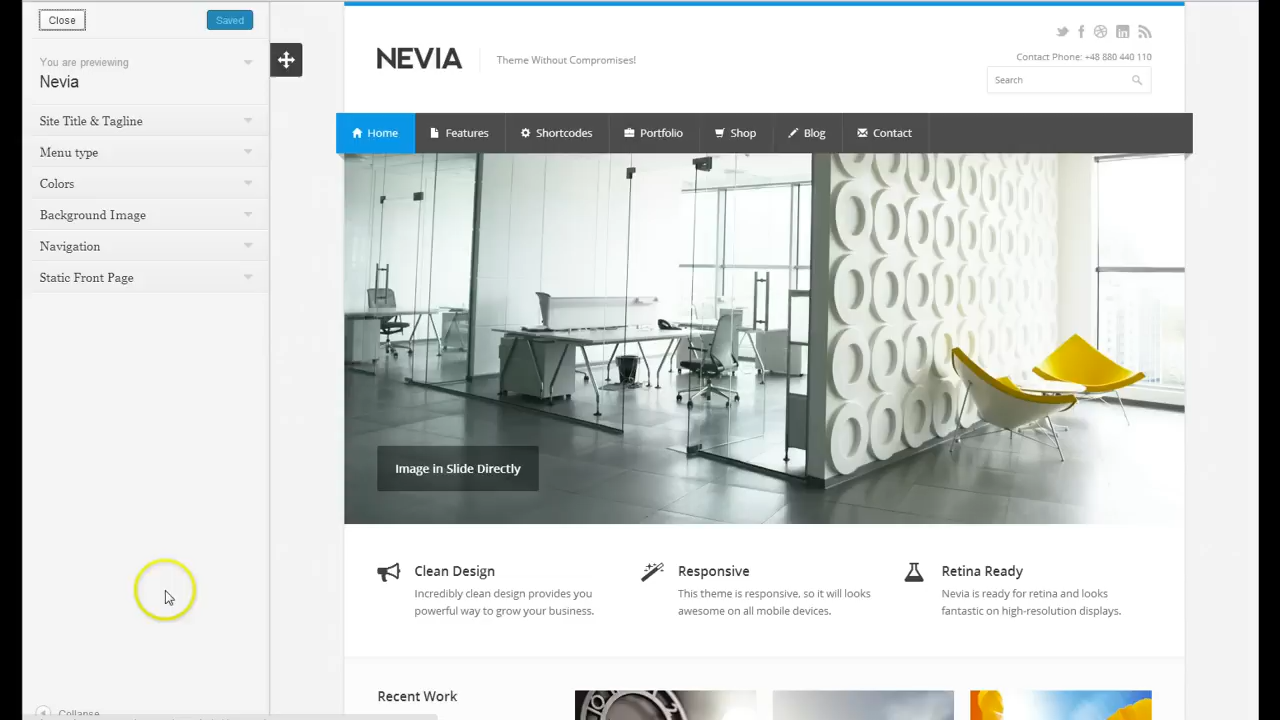 Close
Saved
You are previewing
Nevia
Site Title & Tagline
Menu type
Colors
Background Image
Navigation
Static Front Page
Collapse
NEVIA
Theme Without Compromises!
Contact Phone: +48 880 440 110
Search
Home
Features
Shortcodes
Portfolio
Shop
Blog
Contact
Image in Slide Directly
Clean Design
Incredibly clean design provides you
powerful way to grow your business.
Responsive
This theme is responsive, so it will looks
awesome on all mobile devices.
Retina Ready
Nevia is ready for retina and looks
fantastic on high-resolution displays.
Recent Work